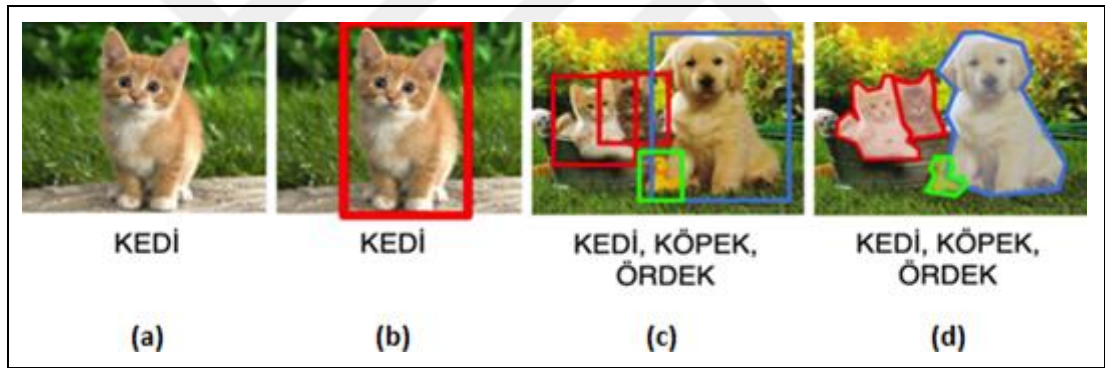 KEDİ
KEDİ
KEDİ, KÖPEK,
ÖRDEK
KEDİ, KÖPEK,
ÖRDEK
(a)
(b)
(c)
(d)